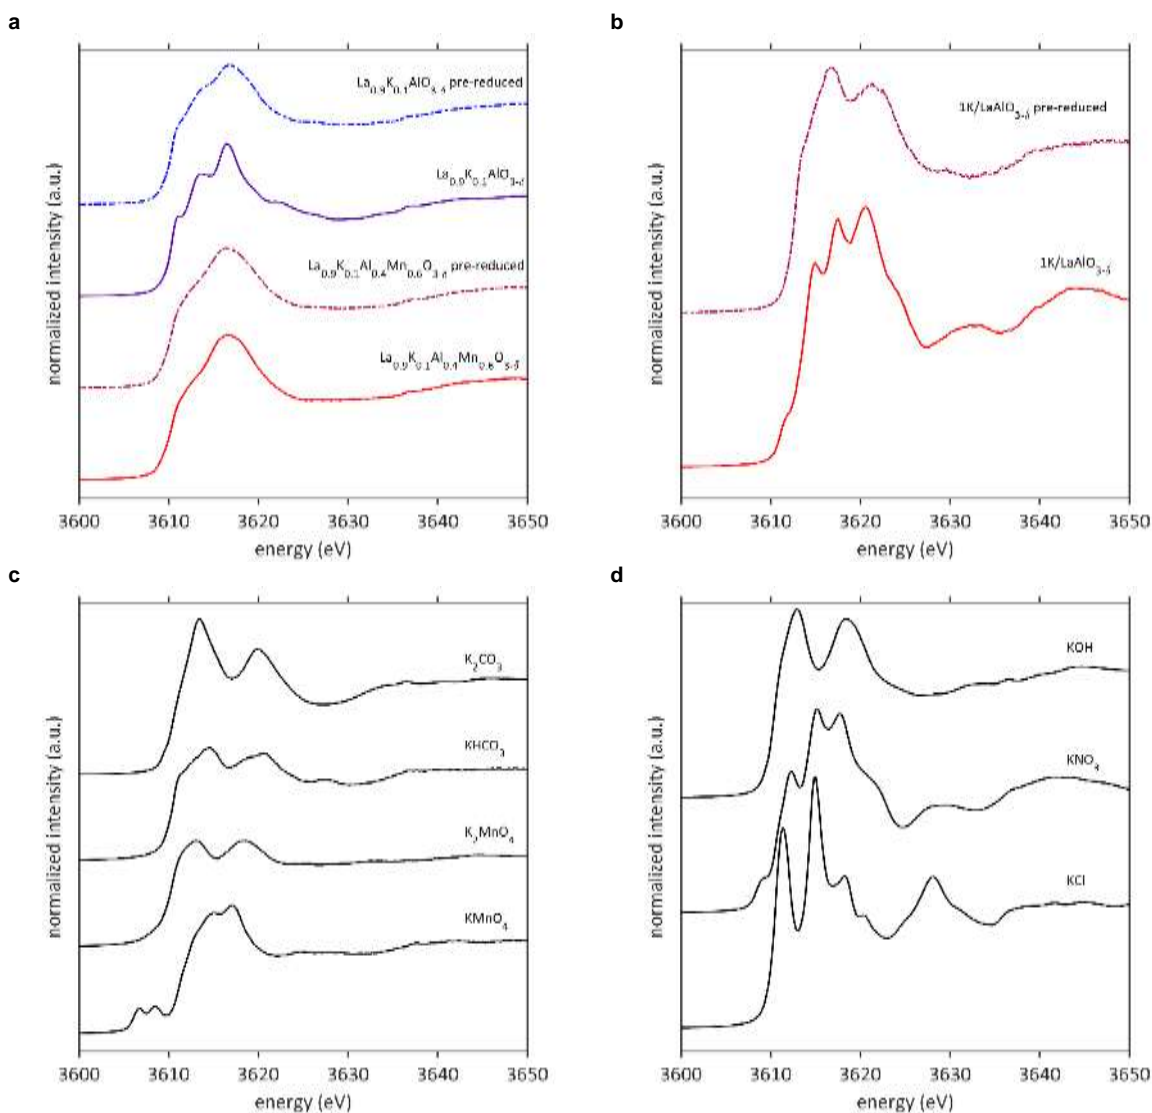 a
normalized intensity (a.u.)
La0.9K0.1AlO3-δ pre-reduced
La0.9K0.1AlO3-δ
La0.9K0.1Al0.4Mn0.6O3-δ pre-reduced
La0.9K0.1Al0.4Mn0.6O3-δ
3600 3610 3620 3630 3640 3650
energy (eV)
b
normalized intensity (a.u.)
1K/LaAlO3-δ pre-reduced
1K/LaAlO3-δ
3600 3610 3620 3630 3640 3650
energy (eV)
c
normalized intensity (a.u.)
K2CO3
KHCO3
K2MnO4
KMnO4
3600 3610 3620 3630 3640 3650
energy (eV)
d
normalized intensity (a.u.)
KOH
KNO3
KCl
3600 3610 3620 3630 3640 3650
energy (eV)